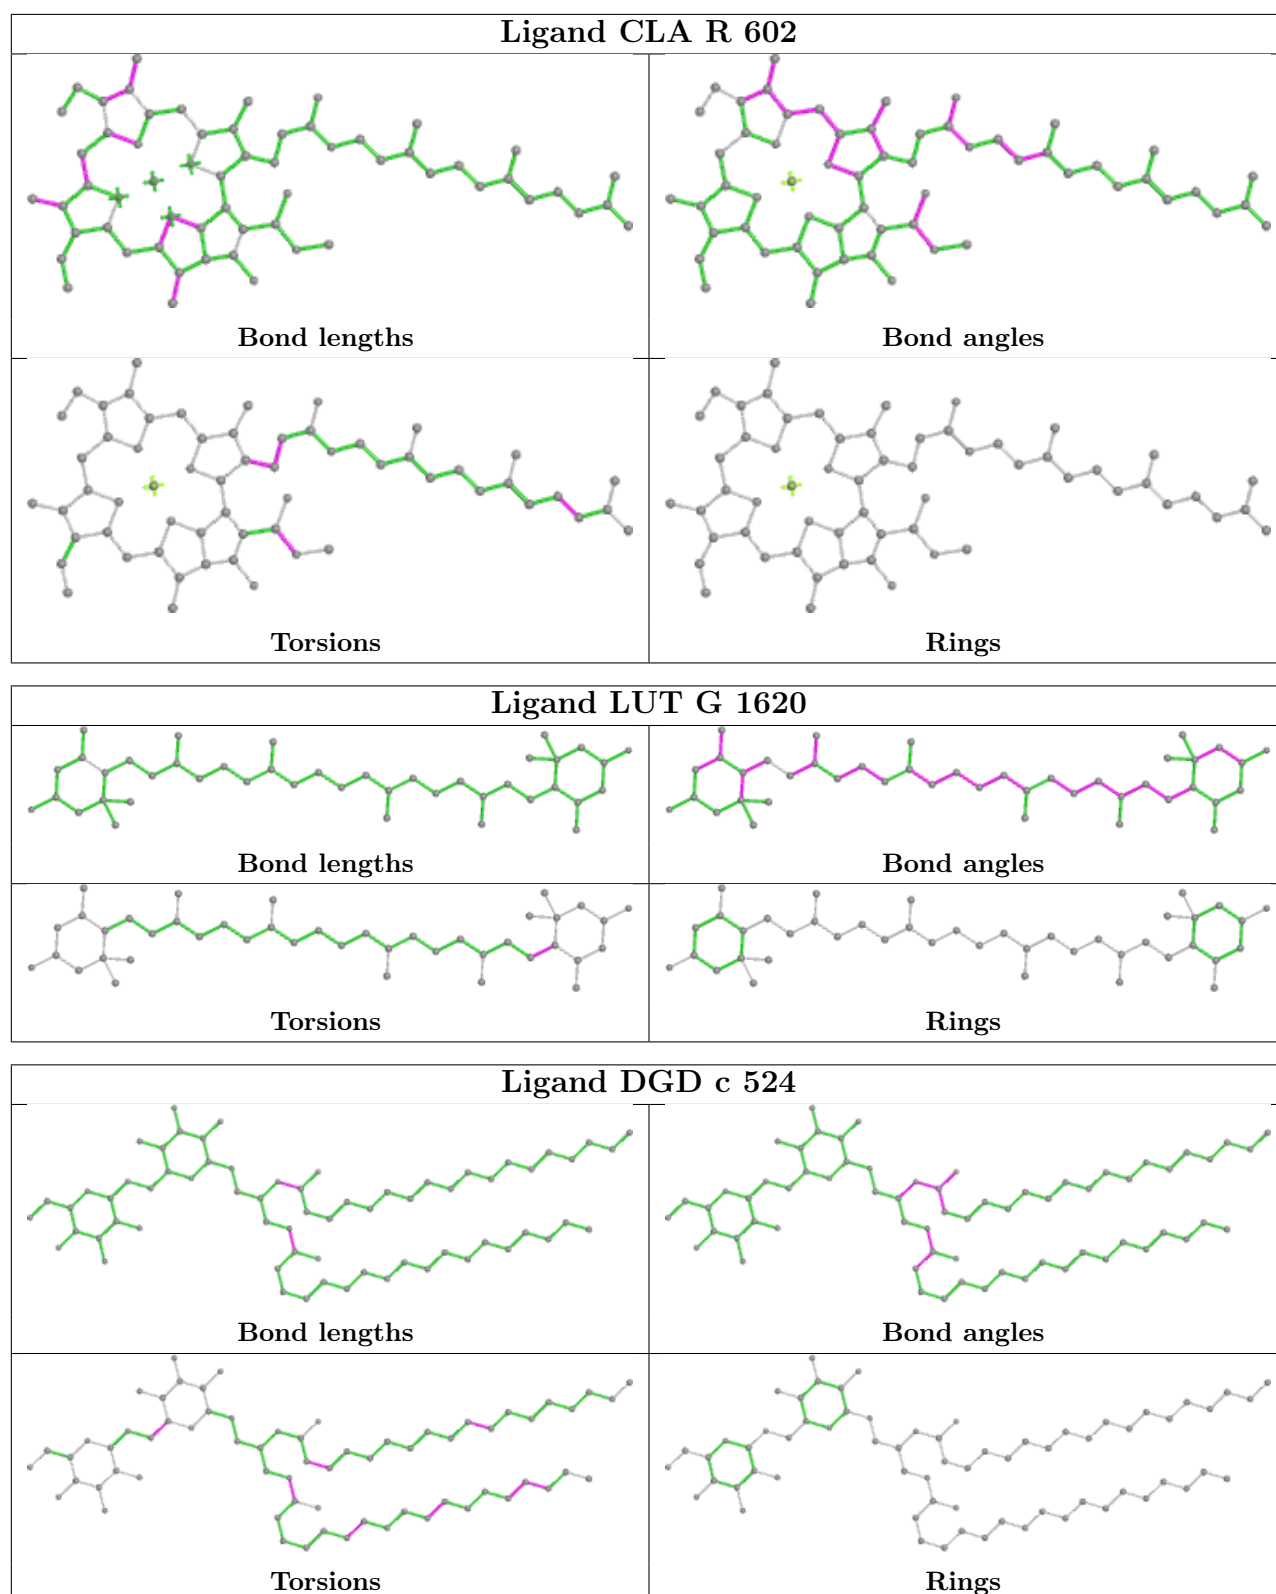 Ligand CLA R 602
Bond lengths
Bond angles
Torsions
Rings
Ligand LUT G 1620
Bond lengths
Bond angles
Torsions
Rings
Ligand DGD c 524
Bond lengths
Bond angles
Torsions
Rings